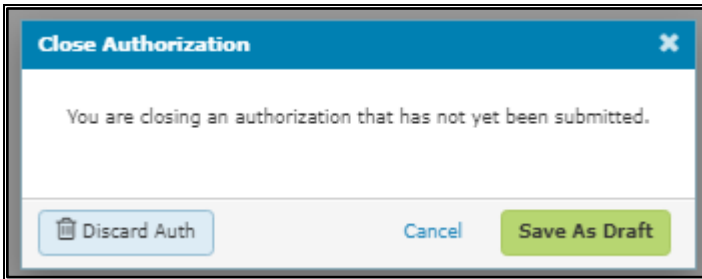 Close Authorization
You are closing an authorization that has not yet been submitted.
Discard Auth Cancel Save As Draft